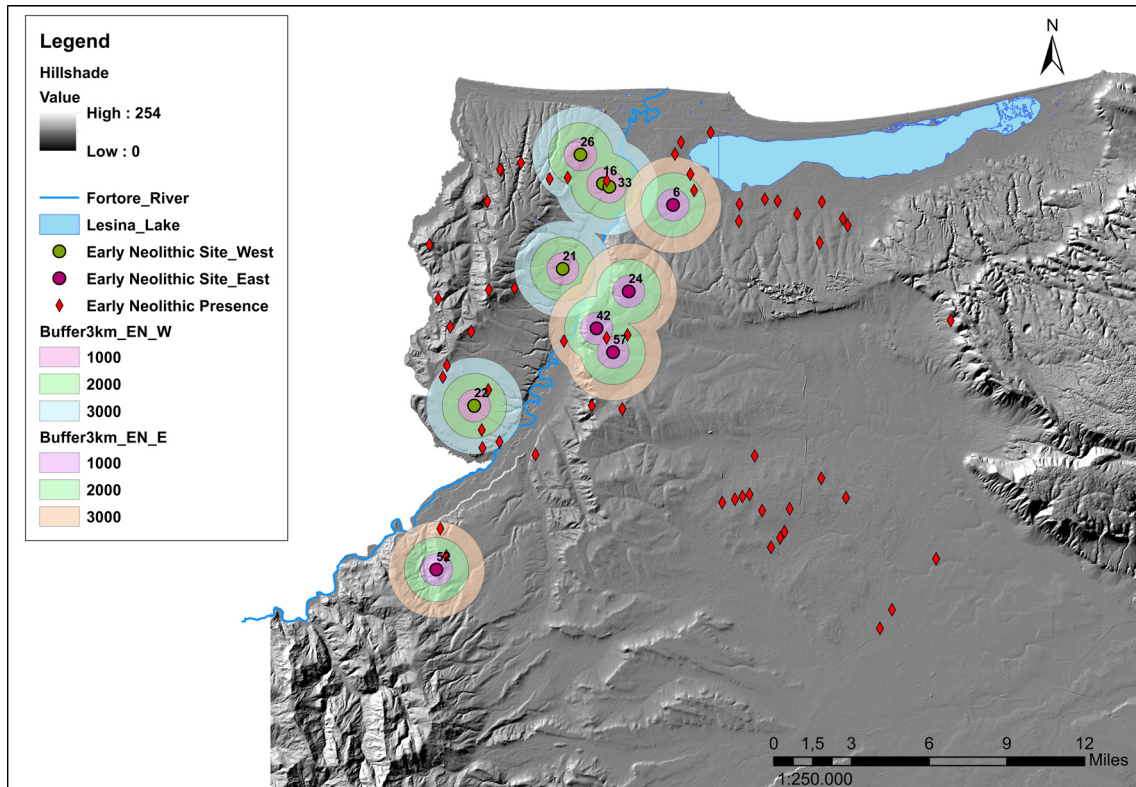 Legend
Hillshade
Value
High : 254
Low : 0
Fortore_River
Lesina_Lake
Early Neolithic Site_West
Early Neolithic Site_East
Early Neolithic Presence
Buffer3km_EN_W
1000
2000
3000
Buffer3km_EN_E
1000
2000
3000
N
26
16
33
6
21
24
42
57
22
0 1,5 3 6 9 12
Miles
1:250.000